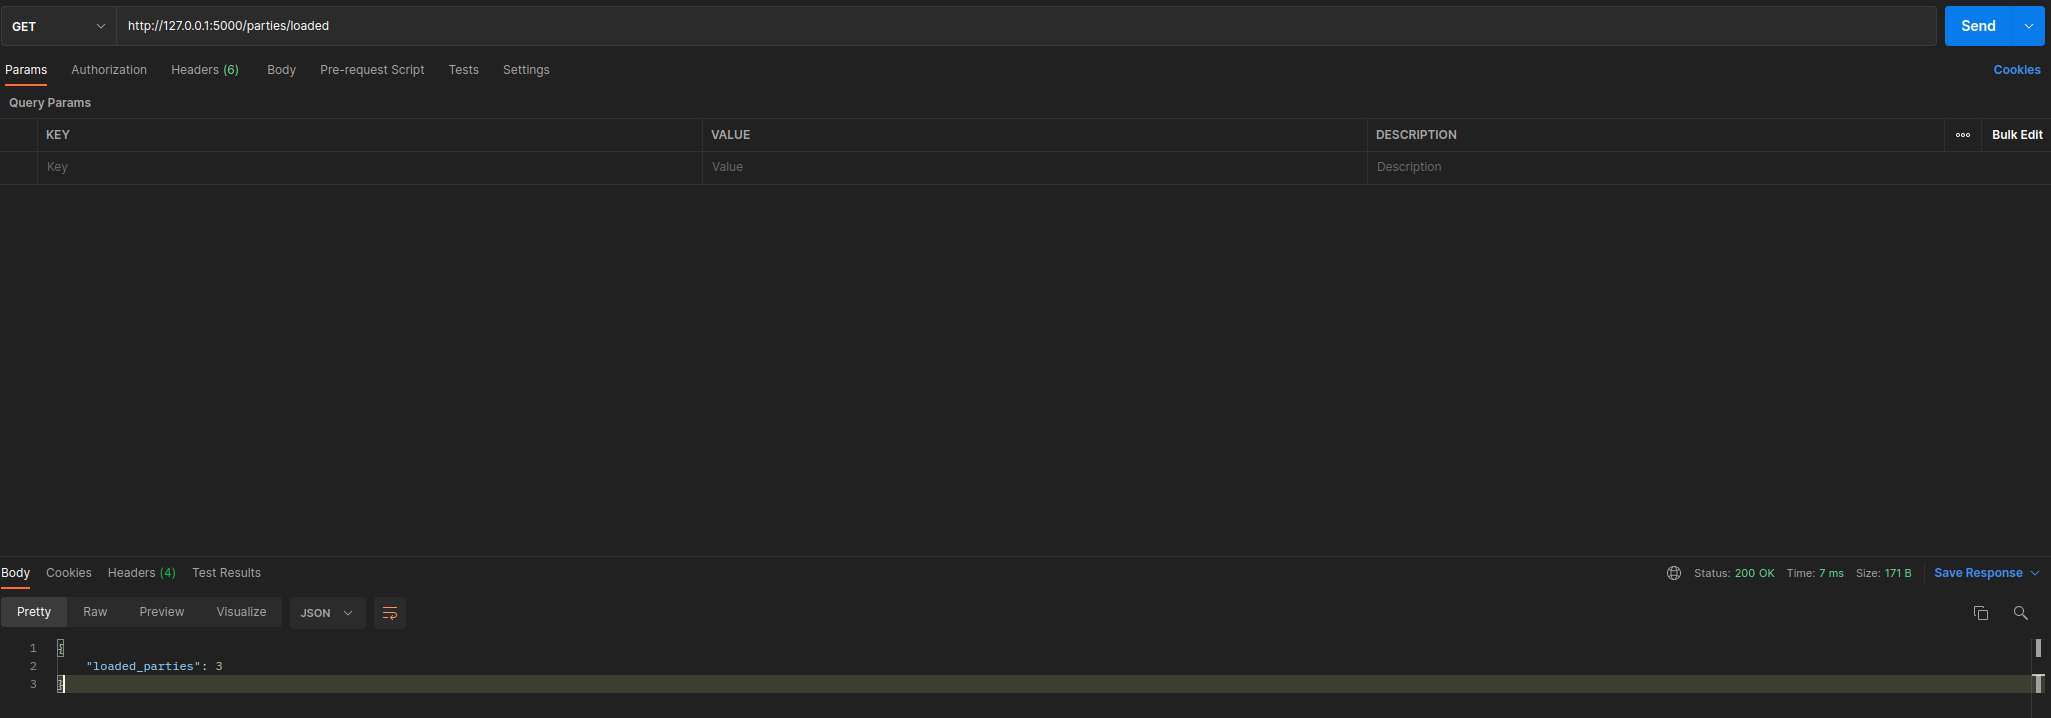 GET http://127.0.0.1:5000/parties/loaded Send
Params Authorization Headers (6) Body Pre-request Script Tests Settings Cookies
Query Params
KEY VALUE DESCRIPTION ooo Bulk Edit
Key Value Description
Body Cookies Headers (4) Test Results Status: 200 OK Time: 7 ms Size: 171 B Save Response
Pretty Raw Preview Visualize JSON
1 {
2 "loaded_parties": 3
3 }